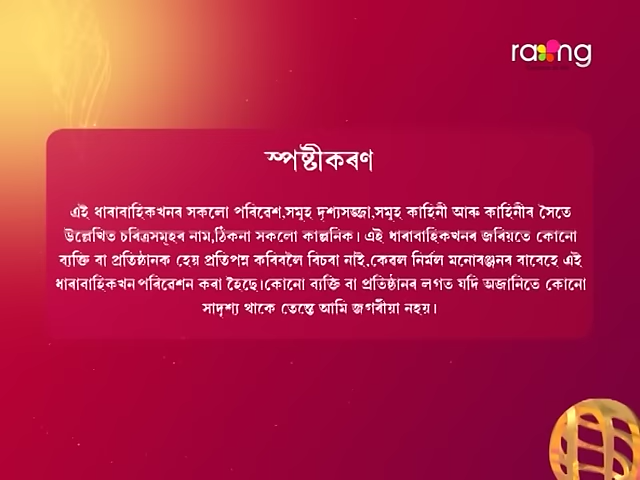 rang
স্পষ্টীকৰণ
এই ধাৰাবাহিকখনৰ সকলো পৰিৱেশ,সমূহ দৃশ্যসজ্জা,সমূহ কাহিনী আৰু কাহিনীৰ সৈতে
উল্লেখিত চৰিত্ৰসমূহৰ নাম,ঠিকনা সকলো কাল্পনিক। এই ধাৰাবাহিকখনৰ জৰিয়তে কোনো
ব্যক্তি বা প্ৰতিষ্ঠানক হেয় প্ৰতিপন্ন কৰিবলৈ বিচৰা নাই,কেৱল নিৰ্মল মনোৰঞ্জনৰ বাবেহে এই
ধাৰাবাহিকখন পৰিৱেশন কৰা হৈছে।কোনো ব্যক্তি বা প্ৰতিষ্ঠানৰ লগত যদি অজানিতে কোনো
সাদৃশ্য থাকে তেন্তে আমি জগৰীয়া নহয়।